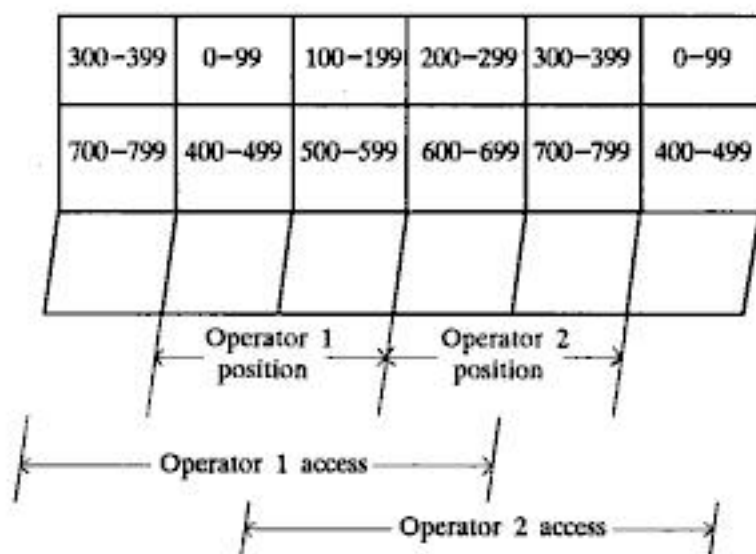 300–399 0–99 100–199 200–299 300–399 0–99
700–799 400–499 500–599 600–699 700–799 400–499
Operator 1 position
Operator 2 position
Operator 1 access
Operator 2 access